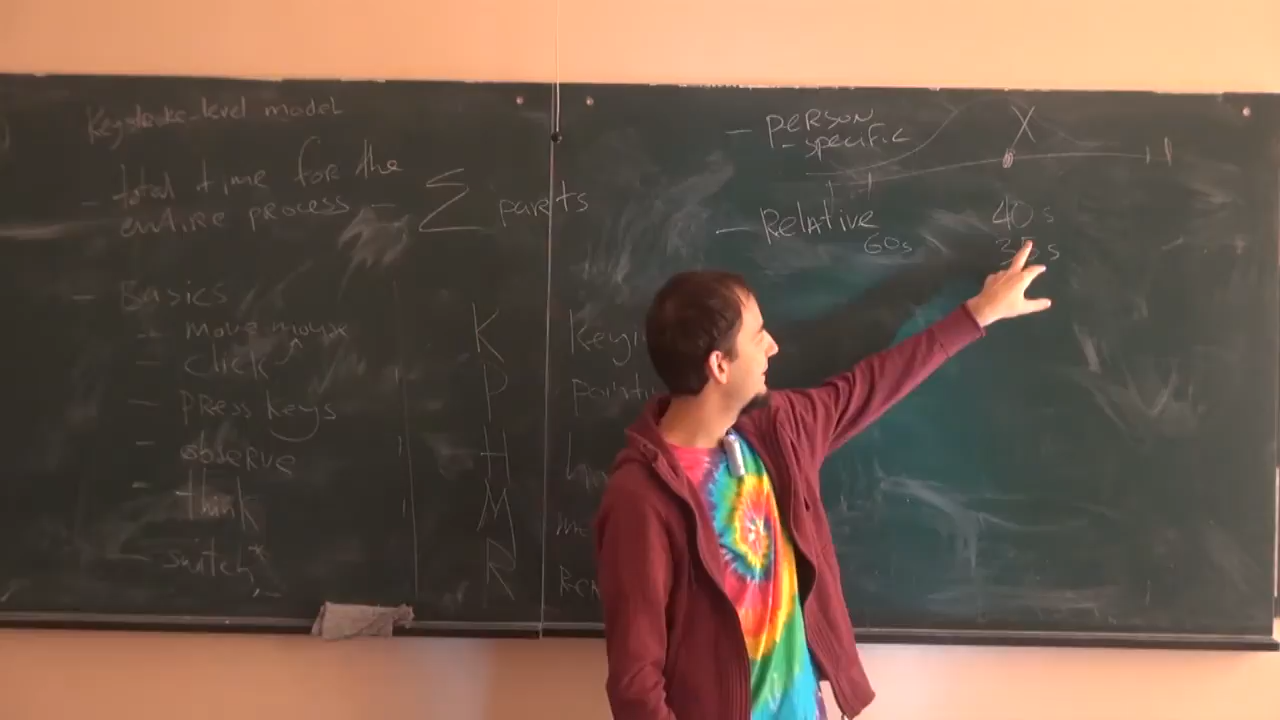 Keystroke-level model
- total time for the
entire process - Σ parts
- Basics
- move mouse
- click
- press keys
- observe
- think
- switch*
K
P
H
M
R
- person
- specific
X
- Relative
60s
40s
35s